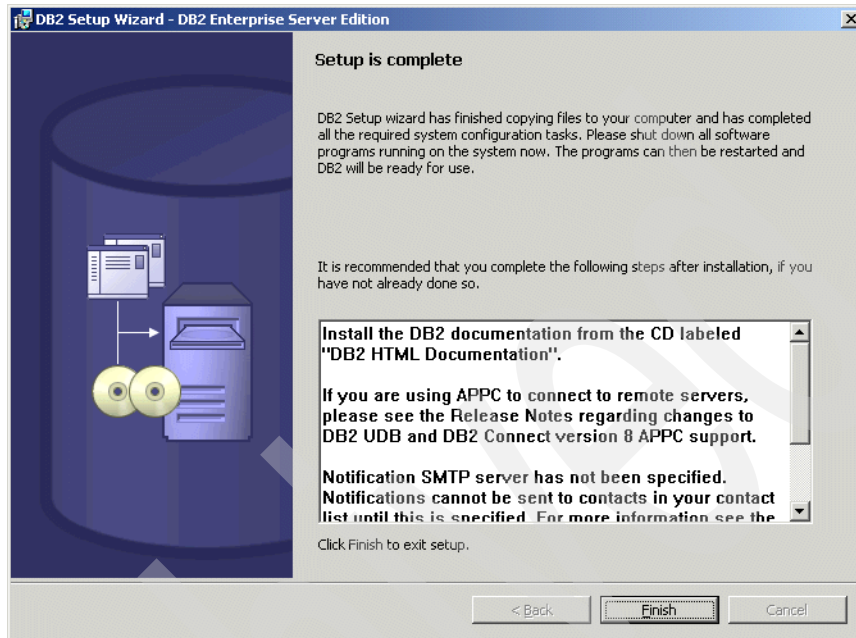 DB2 Setup Wizard - DB2 Enterprise Server Edition
Setup is complete
DB2 Setup wizard has finished copying files to your computer and has completed
all the required system configuration tasks. Please shut down all software
programs running on the system now. The programs can then be restarted and
DB2 will be ready for use.
It is recommended that you complete the following steps after installation, if you
have not already done so.
Install the DB2 documentation from the CD labeled
"DB2 HTML Documentation".
If you are using APPC to connect to remote servers,
please see the Release Notes regarding changes to
DB2 UDB and DB2 Connect version 8 APPC support.
Notification SMTP server has not been specified.
Notifications cannot be sent to contacts in your contact
list until this is specified. For more information see the
Click Finish to exit setup.
< Back Finish Cancel